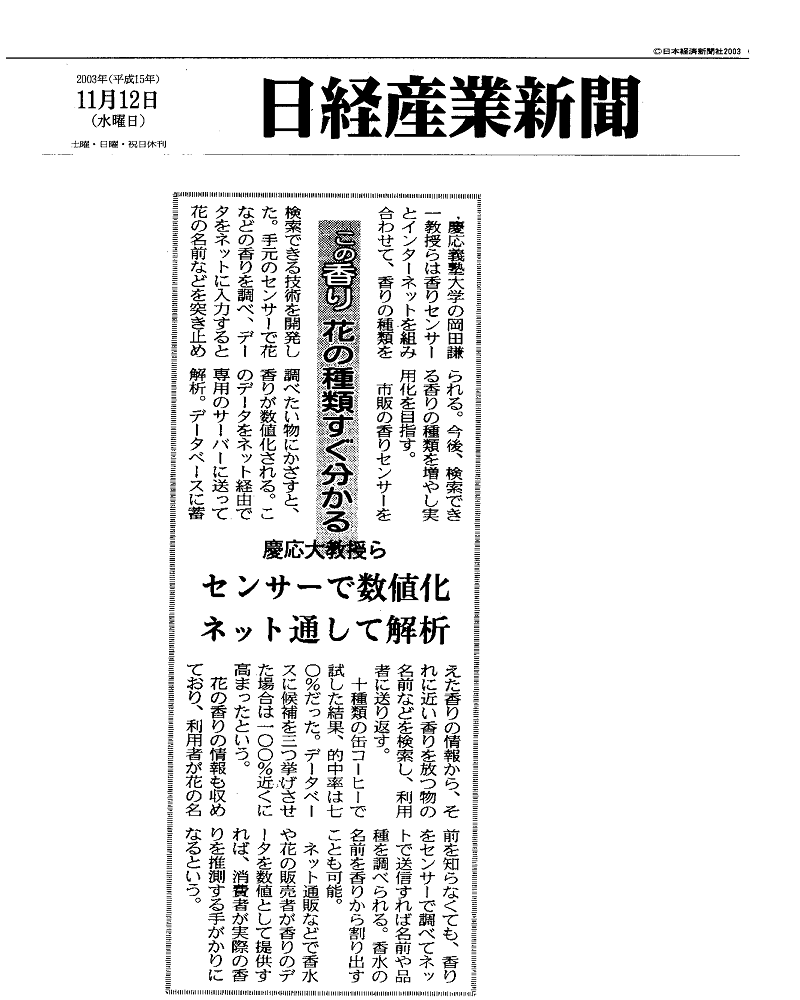 ©日本経済新聞社2003
2003年(平成15年)
11月12日
(水曜日)
土曜・日曜・祝日休刊
日経産業新聞
この香り 花の種類すぐ分かる
慶応大教授ら
センサーで数値化
ネット通して解析
慶応義塾大学の岡田謙
一教授らは香りセンサー
とインターネットを組み
合わせて、香りの種類を
検索できる技術を開発し
た。手元のセンサーで花
などの香りを調べ、デー
タをネットに入力すると
花の名前などを突き止め
られる。今後、検索でき
る香りの種類を増やし実
用化を目指す。
市販の香りセンサーを
調べたい物にかざすと、
香りが数値化される。こ
のデータをネット経由で
専用のサーバーに送って
解析。データベースに蓄
えた香りの情報から、そ
れに近い香りを放つ物の
名前などを検索し、利用
者に送り返す。
十種類の缶コーヒーで
試した結果、的中率は七
〇%だった。データベー
スに候補を三つ挙げさせ
た場合は一〇〇%近くに
高まったという。
花の香りの情報も収め
ており、利用者が花の名
前を知らなくても、香り
をセンサーで調べてネッ
トで送信すれば名前や品
種を調べられる。香水の
名前を香りから割り出す
ことも可能。
ネット通販などで香水
や花の販売者が香りのデ
ータを数値として提供す
れば、消費者が実際の香
りを推測する手がかりに
なるという。